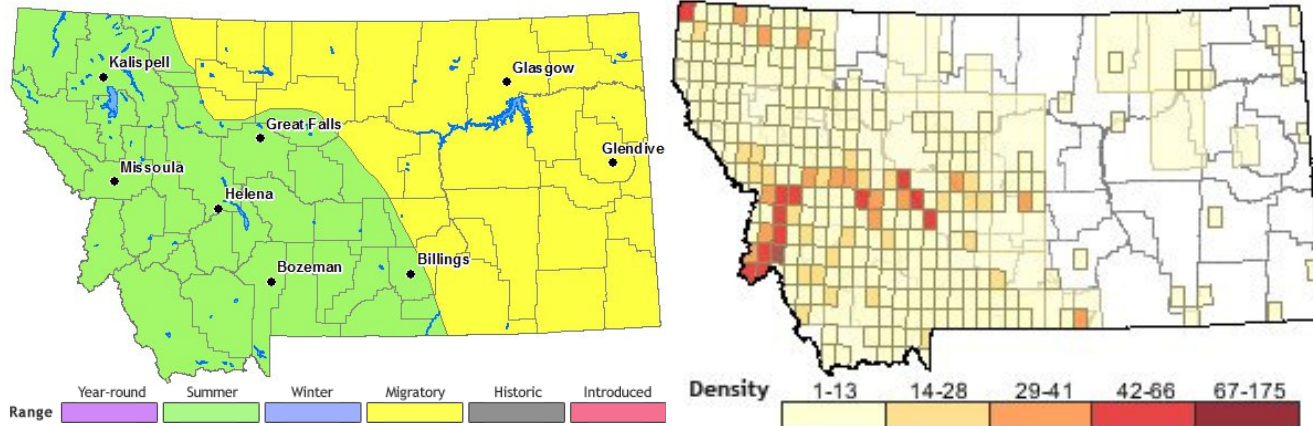 Kalispell
Glasgow
Great Falls
Glendive
Missoula
Helena
Billings
Bozeman
Year-round Summer Winter Migratory Historic Introduced
Range
Density 1-13 14-28 29-41 42-66 67-175